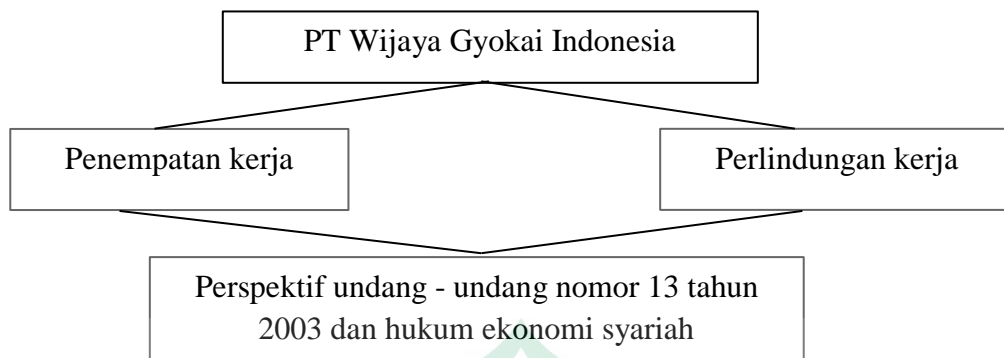 PT Wijaya Gyokai Indonesia
Penempatan kerja
Perlindungan kerja
Perspektif undang - undang nomor 13 tahun
2003 dan hukum ekonomi syariah